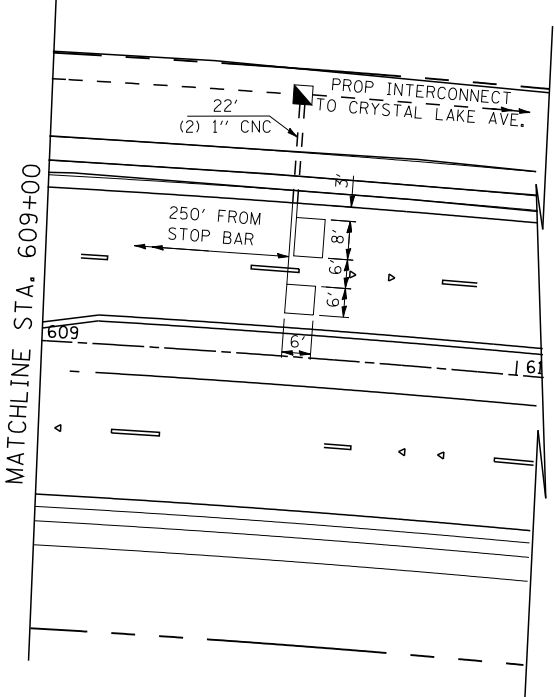 PROP INTERCONNECT
TO CRYSTAL LAKE AVE.
22'
(2) 1" CNC
3'
250' FROM
STOP BAR
8'
6'
6'
6'
MATCHLINE STA. 609+00
609
61